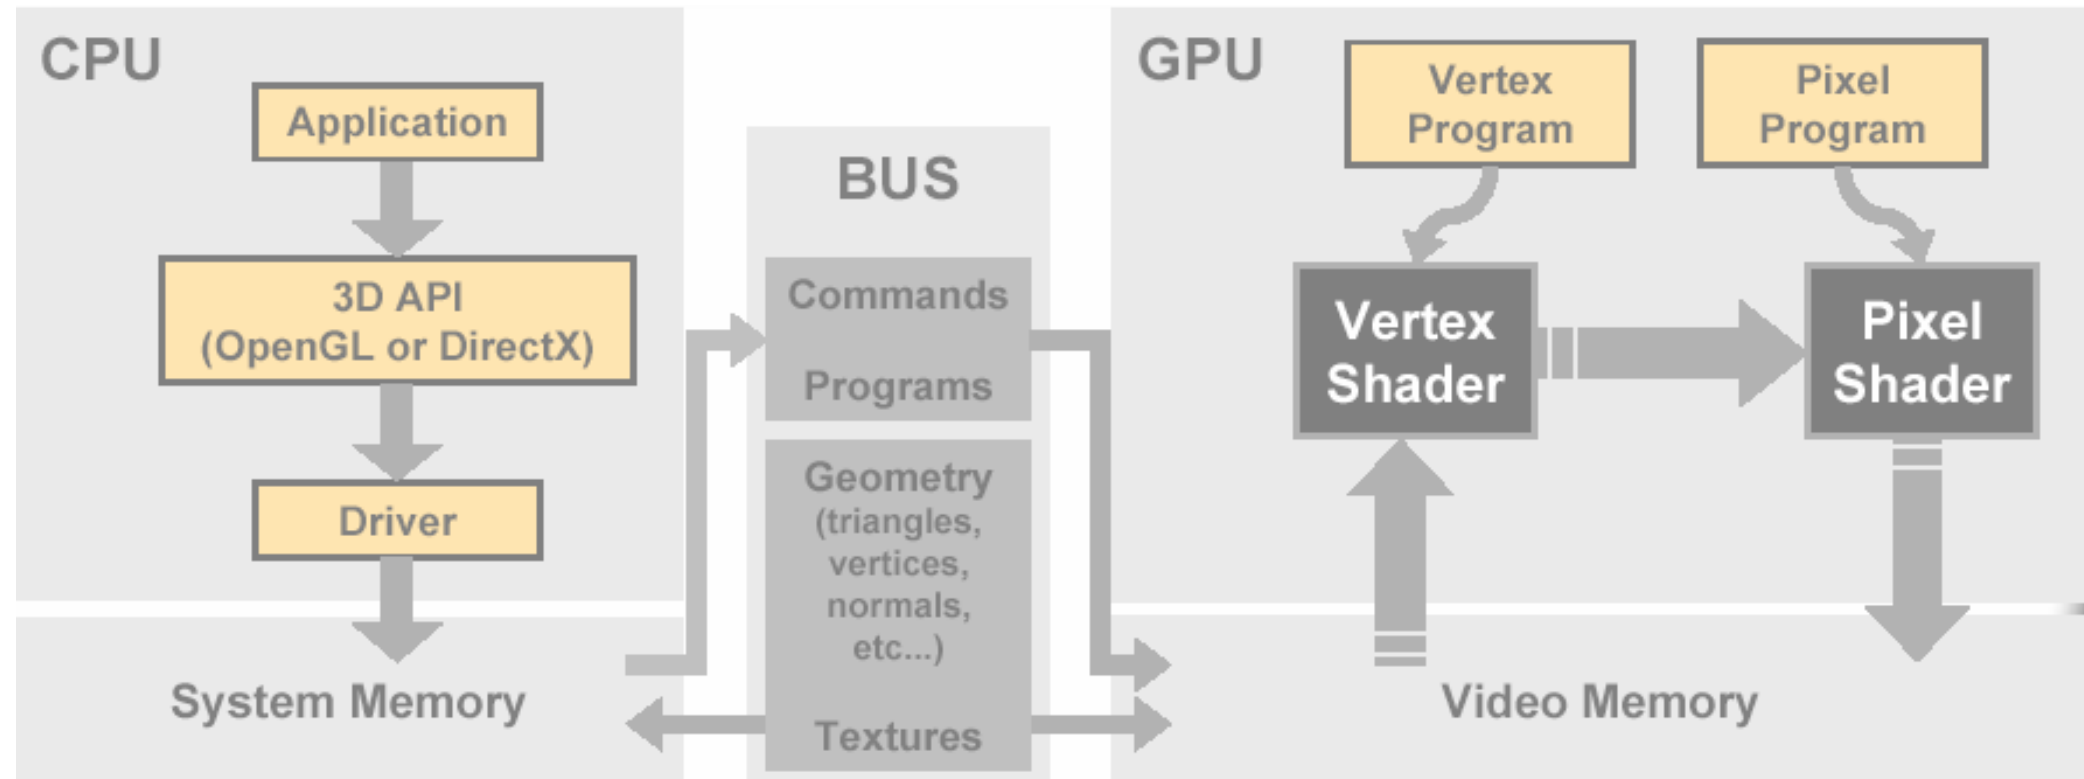 CPU
Application
3D API
(OpenGL or DirectX)
Driver
System Memory
BUS
Commands
Programs
Geometry
(triangles,
vertices,
normals,
etc...)
Textures
GPU
Vertex
Program
Pixel
Program
Vertex
Shader
Pixel
Shader
Video Memory